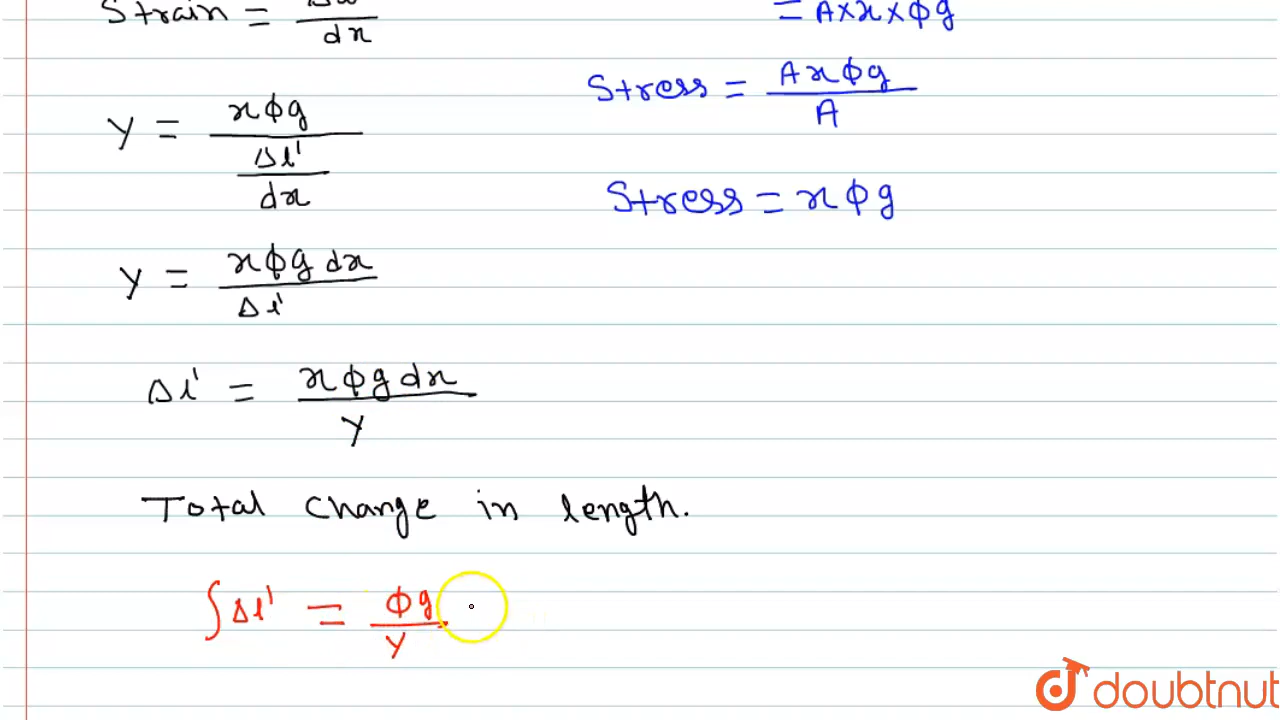 Strain = Δl' / dx
= A × x × ϕg
Stress = Axϕg / A
Y = xϕg / (Δl' / dx)
Stress = xϕg
Y = xϕg dx / Δl'
Δl' = xϕg dx / Y
Total change in length.
∫Δl' = ϕg / Y
doubtnut